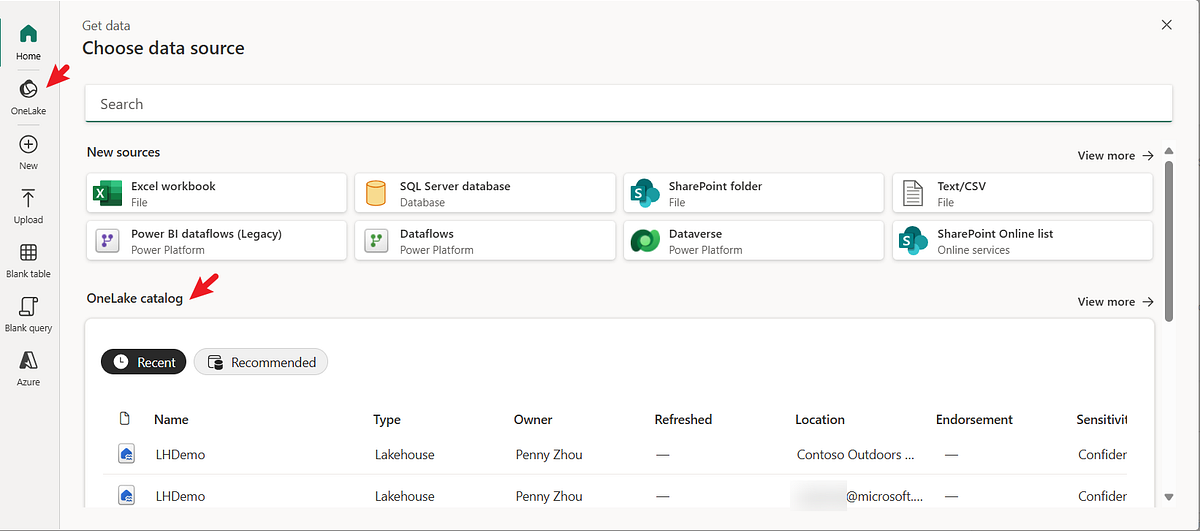 Get data
Choose data source
Home
OneLake
New
Upload
Blank table
Blank query
Azure
Search
New sources
View more
Excel workbook
File
SQL Server database
Database
SharePoint folder
File
Text/CSV
File
Power BI dataflows (Legacy)
Power Platform
Dataflows
Power Platform
Dataverse
Power Platform
SharePoint Online list
Online services
OneLake catalog
View more
Recent
Recommended
Name Type Owner Refreshed Location Endorsement Sensitivit
LHDemo Lakehouse Penny Zhou — Contoso Outdoors ... — Confider
LHDemo Lakehouse Penny Zhou — @microsoft.... — Confider